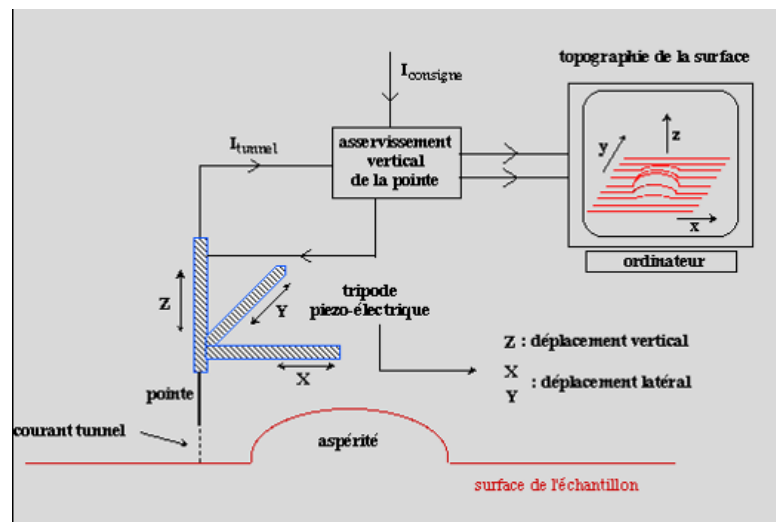 topographie de la surface
Iconsigne
Itunnel
asservissement
vertical
de la pointe
z
y
x
ordinateur
Z
Y
X
tripode
piezo-électrique
Z : déplacement vertical
X
Y : déplacement latéral
pointe
courant tunnel
aspérité
surface de l'échantillon